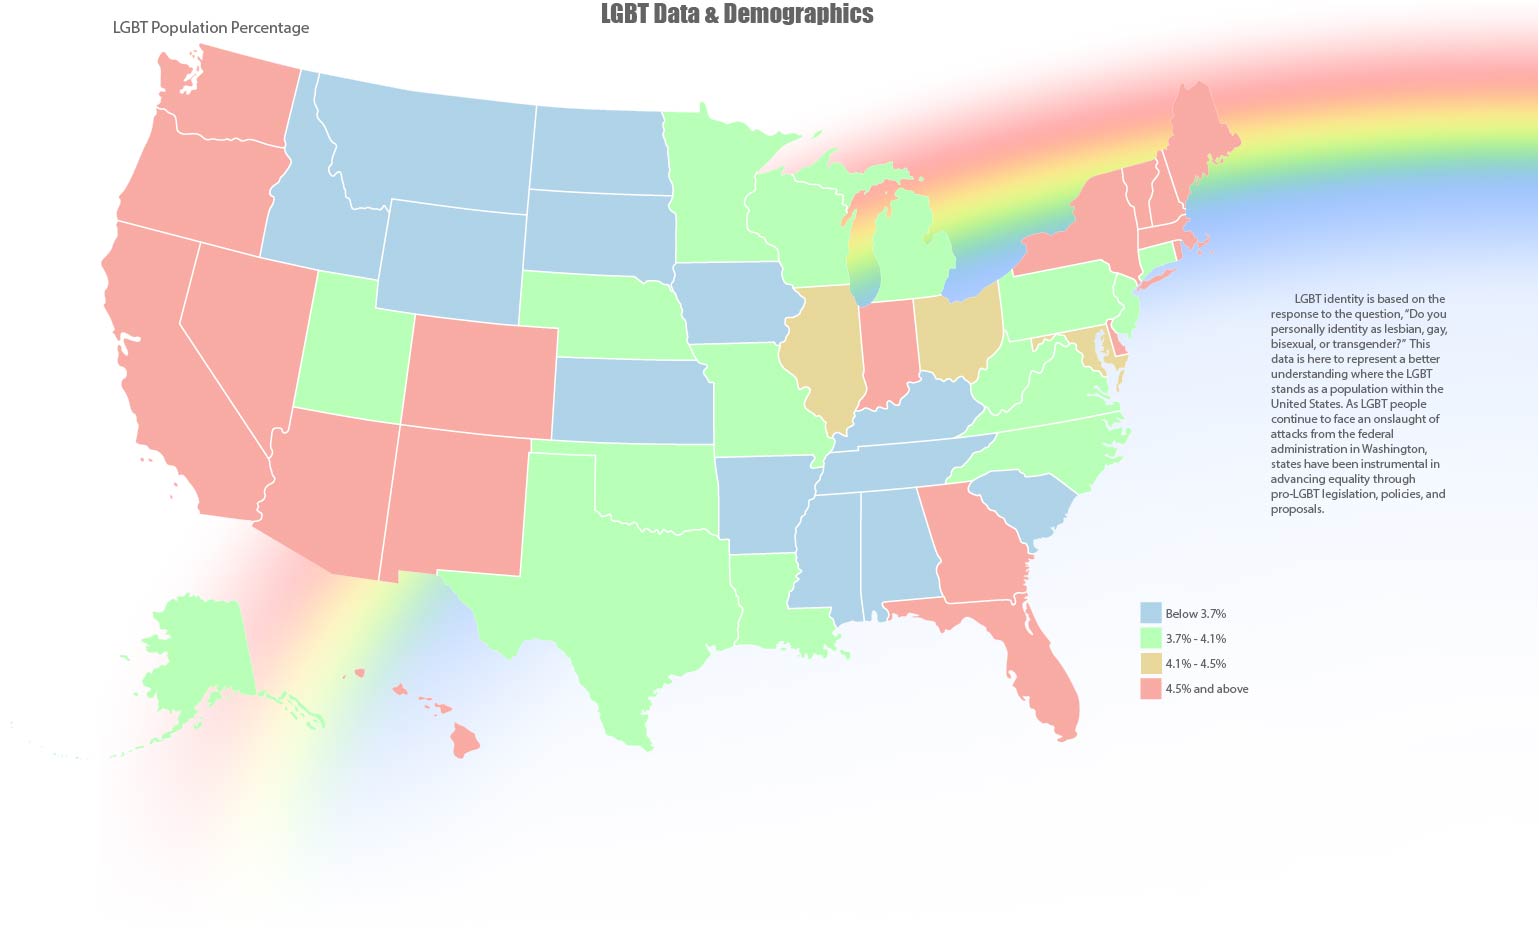 LGBT Data & Demographics
LGBT Population Percentage
LGBT identity is based on the
response to the question, “Do you
personally identity as lesbian, gay,
bisexual, or transgender?” This
data is here to represent a better
understanding where the LGBT
stands as a population within the
United States. As LGBT people
continue to face an onslaught of
attacks from the federal
administration in Washington,
states have been instrumental in
advancing equality through
pro-LGBT legislation, policies, and
proposals.
Below 3.7%
3.7% - 4.1%
4.1% - 4.5%
4.5% and above